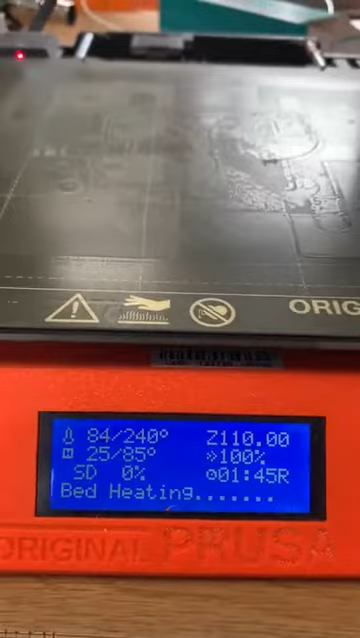 ORIG
84/240° Z110.00
25/85° 100%
SD 0% 01:45R
Bed Heating.......
ORIGINAL PRUSA